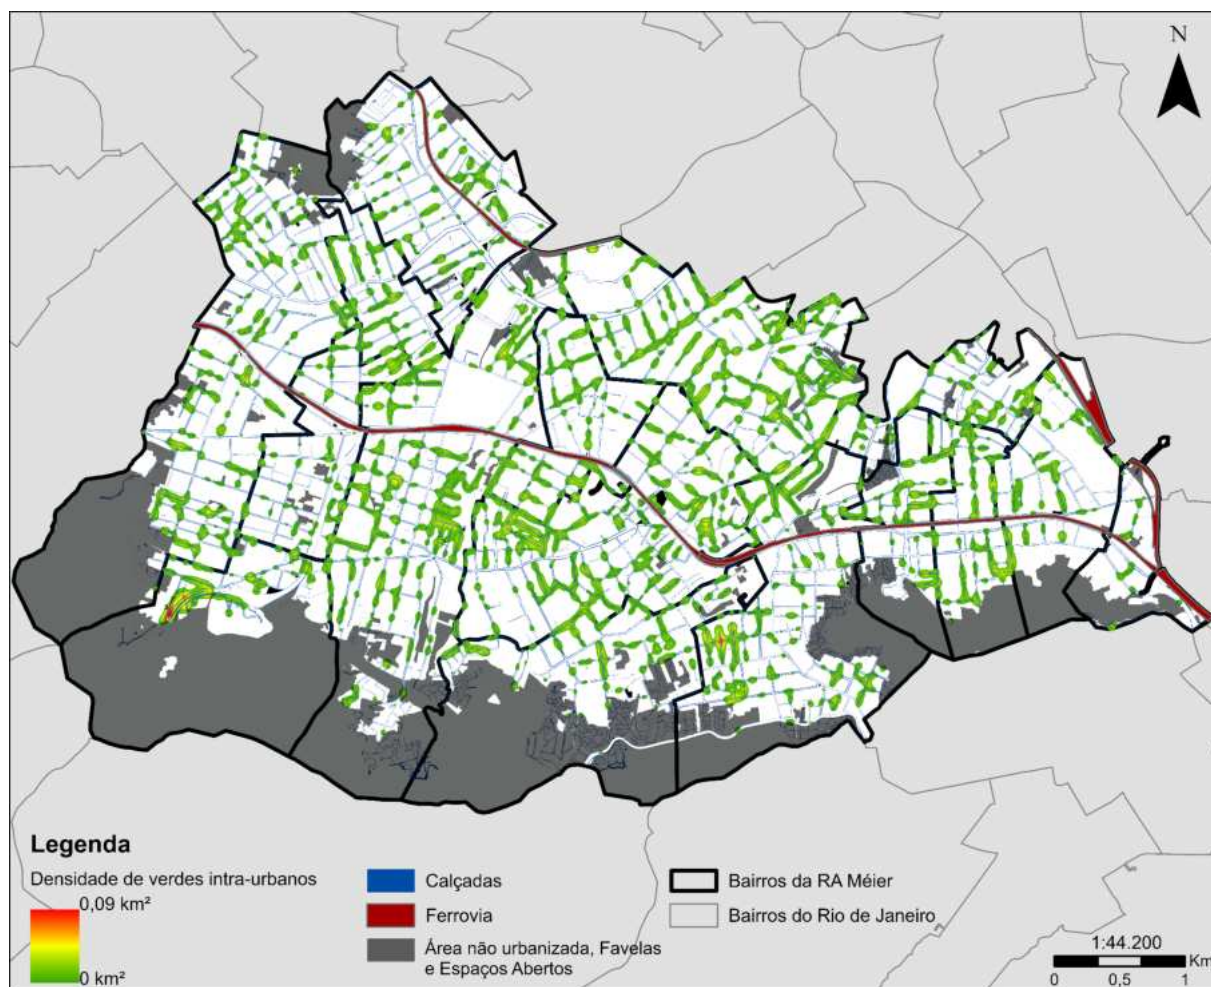 N
Legenda
Densidade de verdes intra-urbanos
0,09 km²
0 km²
Calçadas
Ferrovia
Área não urbanizada, Favelas
e Espaços Abertos
Bairros da RA Méier
Bairros do Rio de Janeiro
1:44.200
Km
0 0,5 1